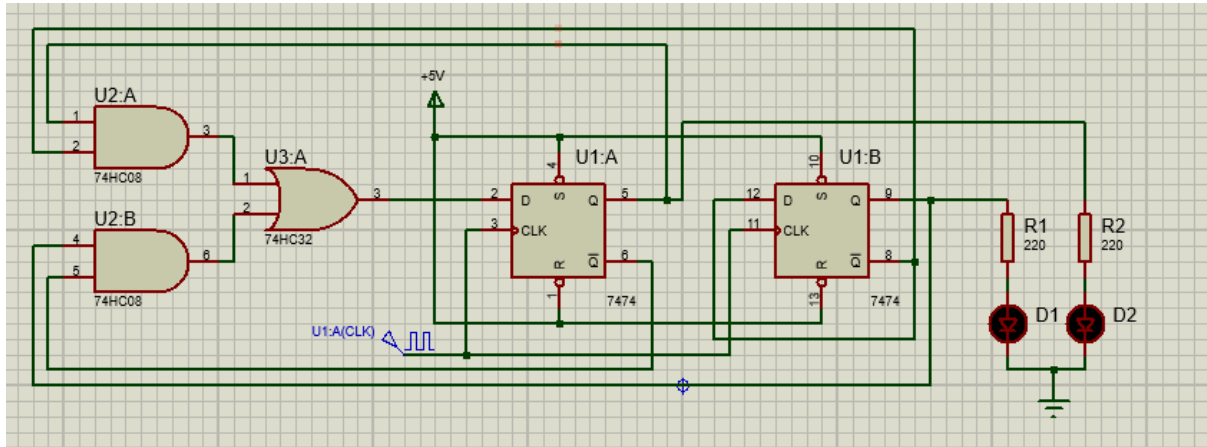 +5V
U2:A
1
2
3
74HC08
U3:A
1
2
3
74HC32
U2:B
4
5
6
74HC08
U1:A
4
2
D
S
Q
5
3
CLK
R
Q
6
1
7474
U1:B
10
12
D
S
Q
9
11
CLK
R
Q
8
13
7474
R1
220
R2
220
D1
D2
U1:A(CLK)